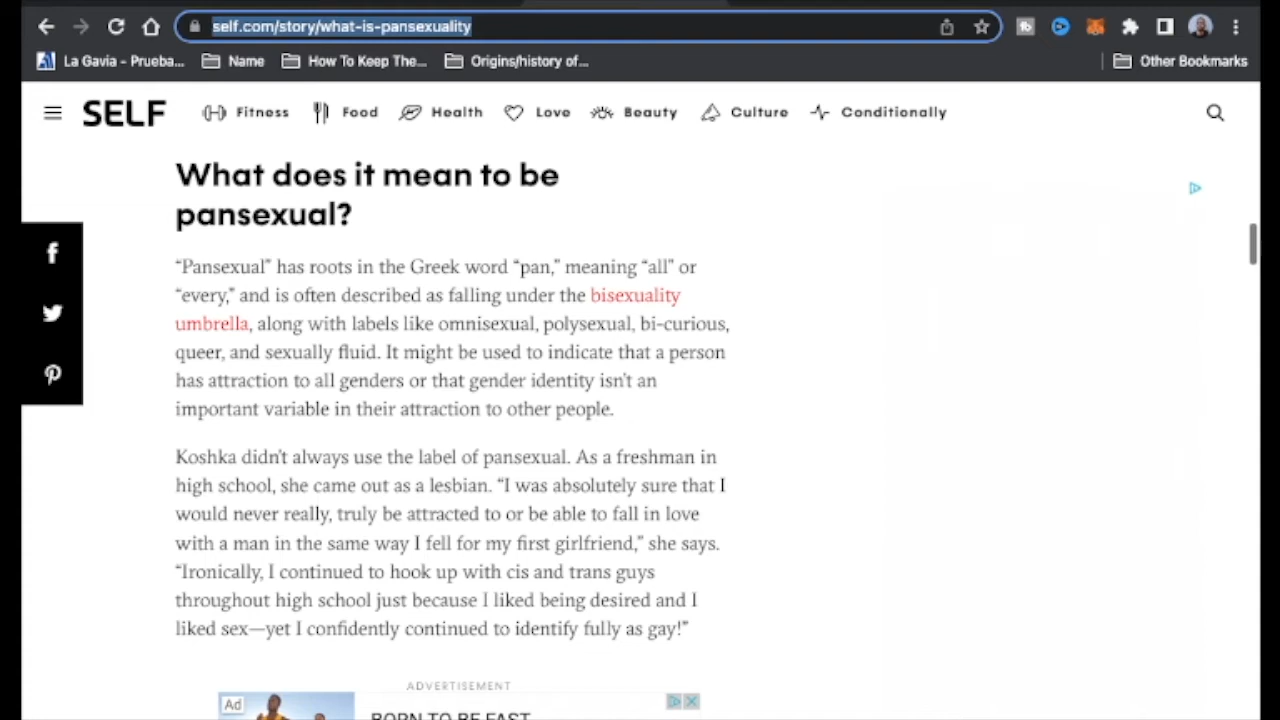 self.com/story/what-is-pansexuality
La Gavia - Prueba... Name How To Keep The... Origins/history of... Other Bookmarks
SELF Fitness Food Health Love Beauty Culture Conditionally
What does it mean to be
pansexual?
“Pansexual” has roots in the Greek word “pan,” meaning “all” or
“every,” and is often described as falling under the bisexuality
umbrella, along with labels like omnisexual, polysexual, bi-curious,
queer, and sexually fluid. It might be used to indicate that a person
has attraction to all genders or that gender identity isn’t an
important variable in their attraction to other people.
Koshka didn’t always use the label of pansexual. As a freshman in
high school, she came out as a lesbian. “I was absolutely sure that I
would never really, truly be attracted to or be able to fall in love
with a man in the same way I fell for my first girlfriend,” she says.
“Ironically, I continued to hook up with cis and trans guys
throughout high school just because I liked being desired and I
liked sex—yet I confidently continued to identify fully as gay!”
ADVERTISEMENT
Ad
BORN TO BE FAST